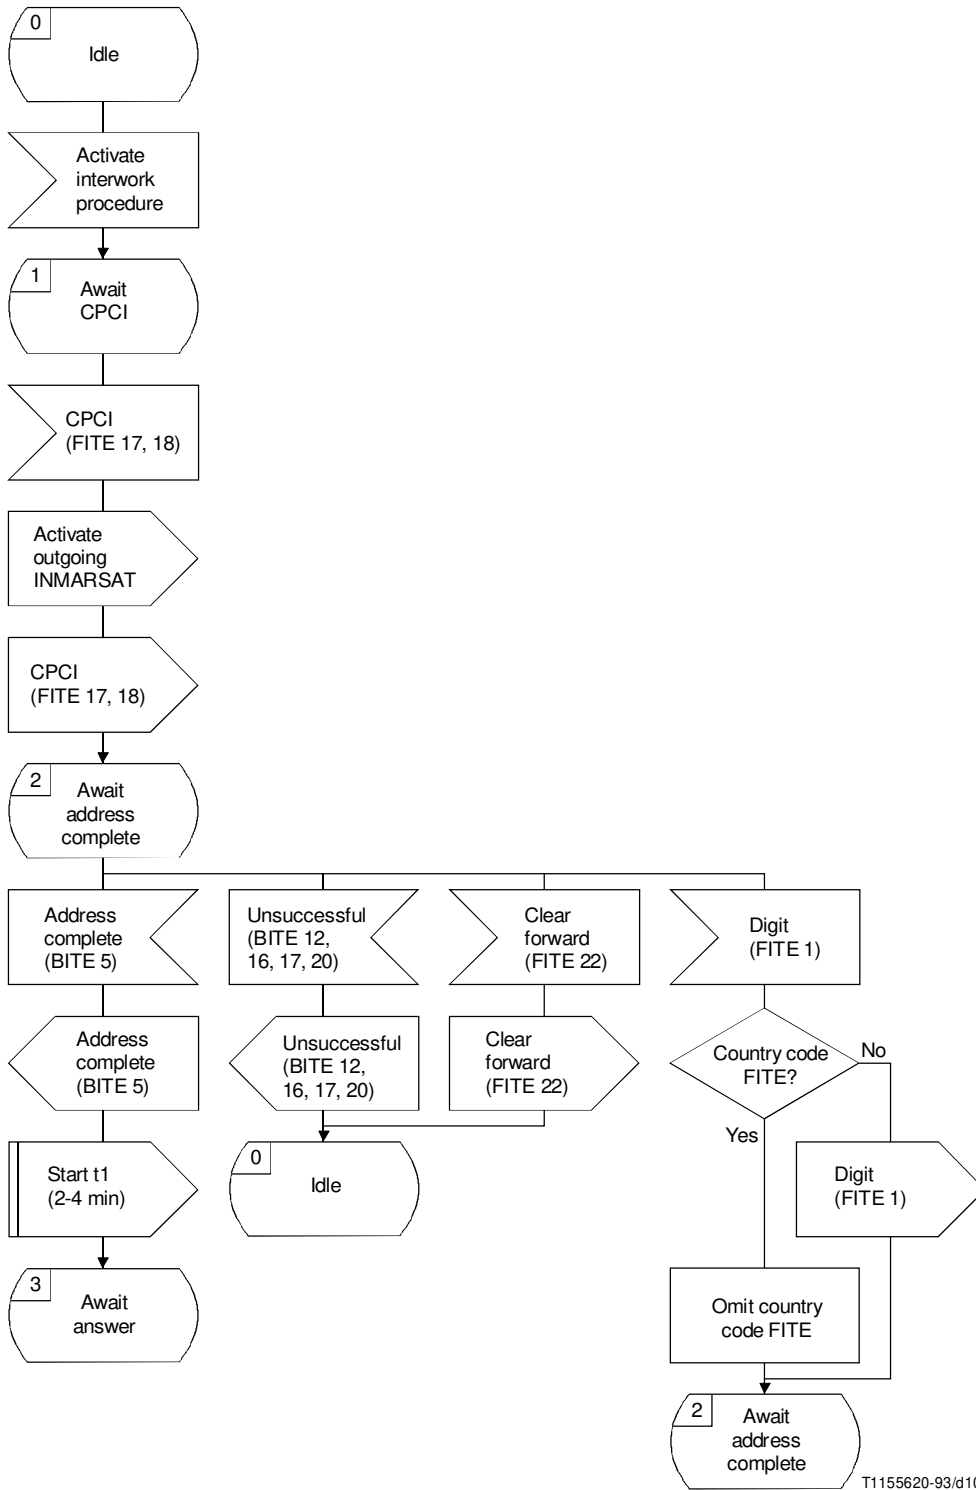 0
Idle
Activate
interwork
procedure
1
Await
CPCI
CPCI
(FITE 17, 18)
Activate
outgoing
INMARSAT
CPCI
(FITE 17, 18)
2
Await
address
complete
Address
complete
(BITE 5)
Unsuccessful
(BITE 12,
16, 17, 20)
Clear
forward
(FITE 22)
Digit
(FITE 1)
Address
complete
(BITE 5)
Unsuccessful
(BITE 12,
16, 17, 20)
Clear
forward
(FITE 22)
Country code
FITE?
No
Yes
Start t1
(2-4 min)
0
Idle
Digit
(FITE 1)
3
Await
answer
Omit country
code FITE
2
Await
address
complete
T1155620-93/d10